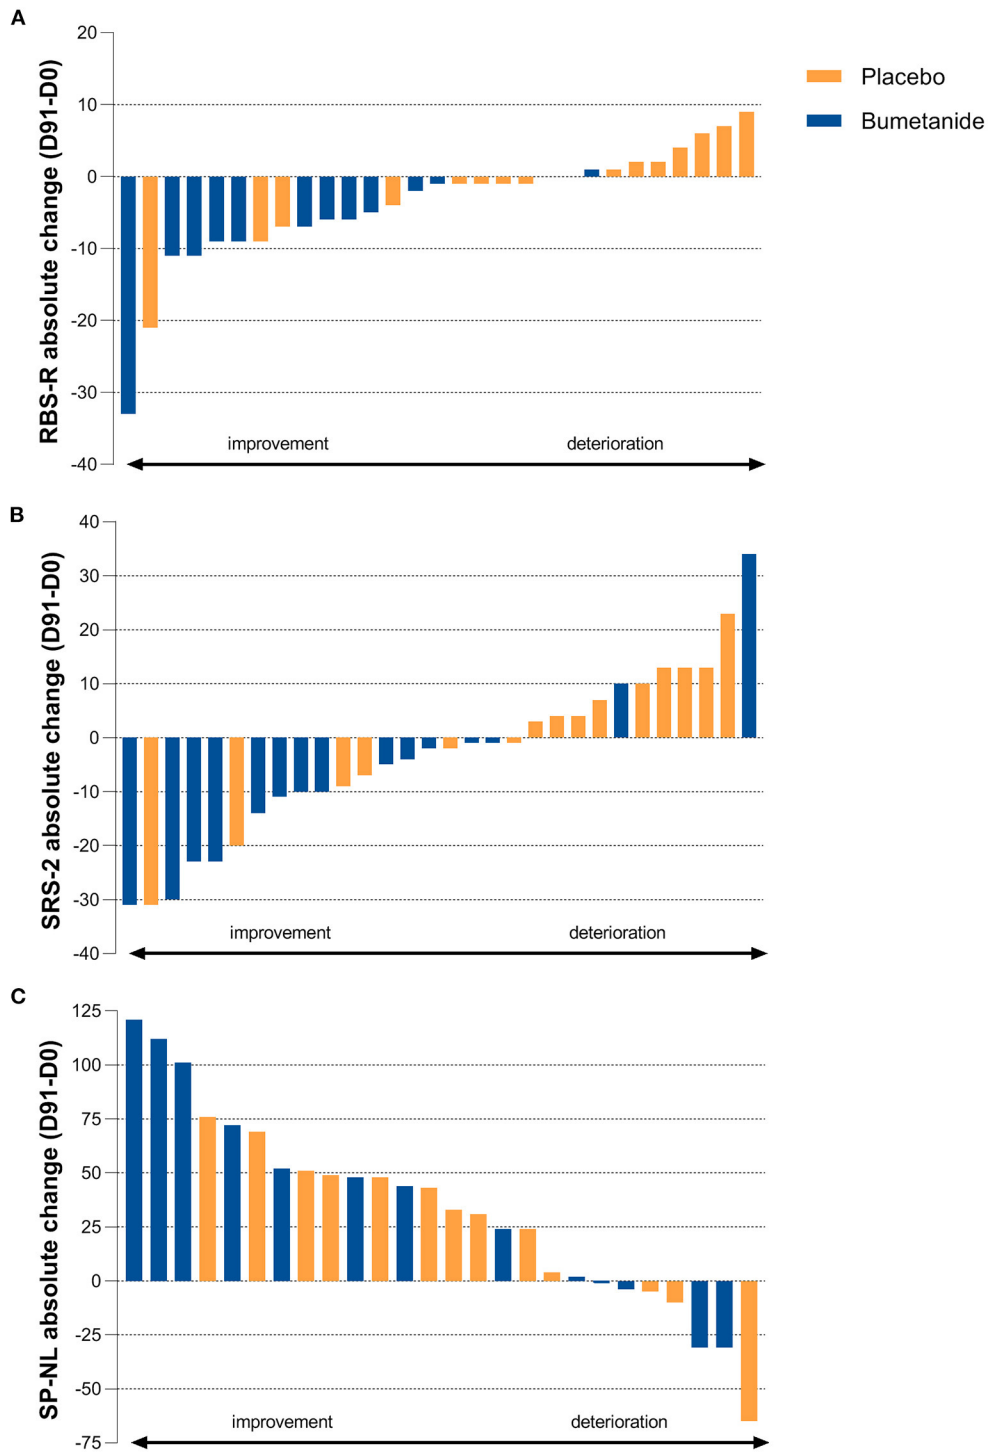 A
20
10
0
-10
-20
-30
-40
RBS-R absolute change (D91-D0)
improvement
deterioration
Placebo
Bumetanide
B
40
30
20
10
0
-10
-20
-30
-40
SRS-2 absolute change (D91-D0)
improvement
deterioration
C
125
100
75
50
25
0
-25
-50
-75
SP-NL absolute change (D91-D0)
improvement
deterioration